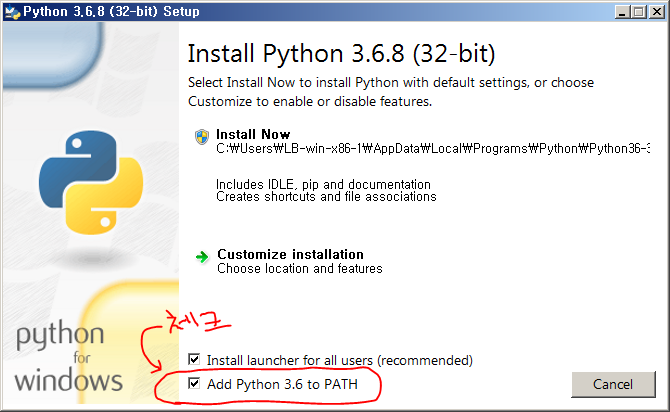 Python 3.6.8 (32-bit) Setup
Install Python 3.6.8 (32-bit)
Select Install Now to install Python with default settings, or choose
Customize to enable or disable features.
Install Now
C:₩Users₩LB-win-x86-1₩AppData₩Local₩Programs₩Python₩Python36-3
Includes IDLE, pip and documentation
Creates shortcuts and file associations
Customize installation
Choose location and features
체크
Install launcher for all users (recommended)
Add Python 3.6 to PATH
Cancel
python
for
windows